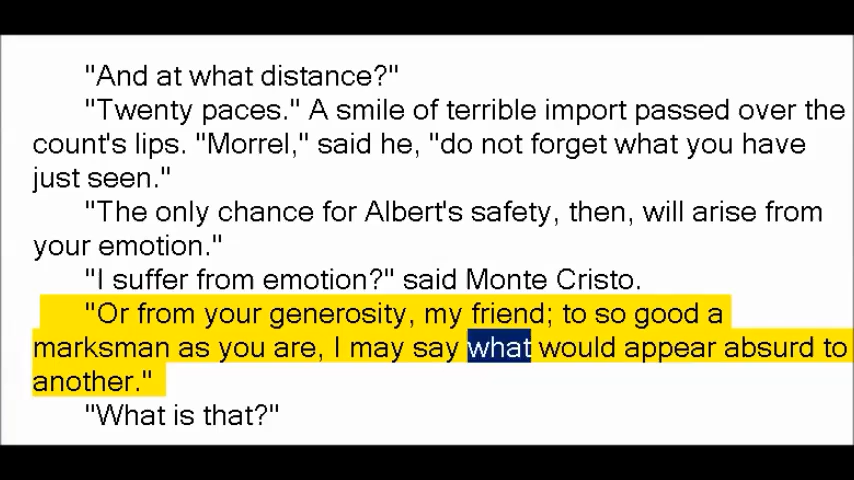 "And at what distance?"
"Twenty paces." A smile of terrible import passed over the
count's lips. "Morrel," said he, "do not forget what you have
just seen."
"The only chance for Albert's safety, then, will arise from
your emotion."
"I suffer from emotion?" said Monte Cristo.
"Or from your generosity, my friend; to so good a
marksman as you are, I may say what would appear absurd to
another."
"What is that?"